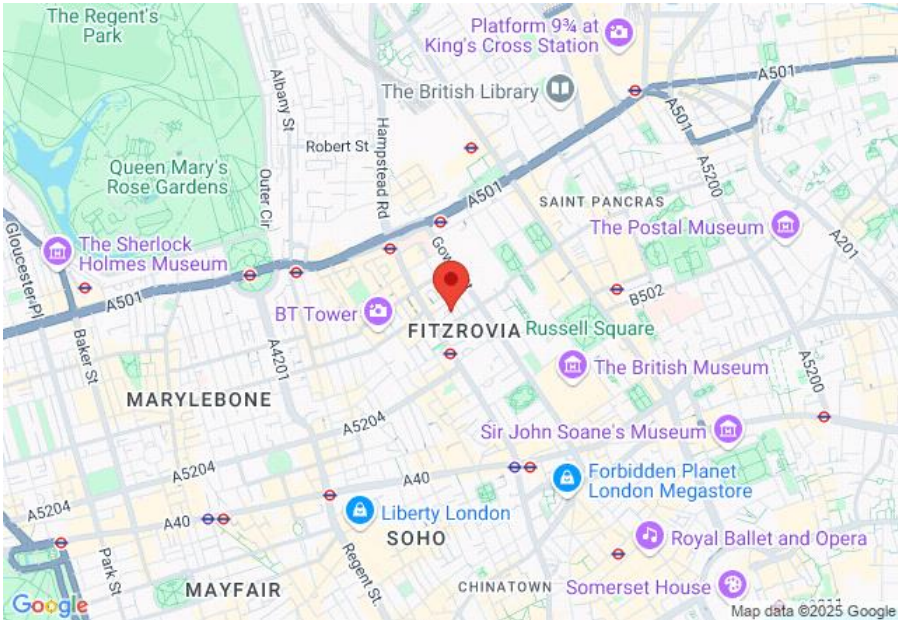 The Regent's
Park
Platform 9¾ at
King's Cross Station
A501
The British Library
A501
Albany St
Hampstead Rd
Robert St
A501
Queen Mary's
Rose Gardens
Outer Cir
A501
SAINT PANCRAS
A5200
The Postal Museum
A201
Gloucester Pl
The Sherlock
Holmes Museum
A501
B502
BT Tower
FITZROVIA
Russell Square
Baker St
A4201
The British Museum
A5200
MARYLEBONE
A5204
Sir John Soane's Museum
A5204
A40
Forbidden Planet
London Megastore
A5204
A40
Liberty London
SOHO
Royal Ballet and Opera
Park St
Regent St.
MAYFAIR
CHINATOWN
Somerset House
Google
Map data ©2025 Google